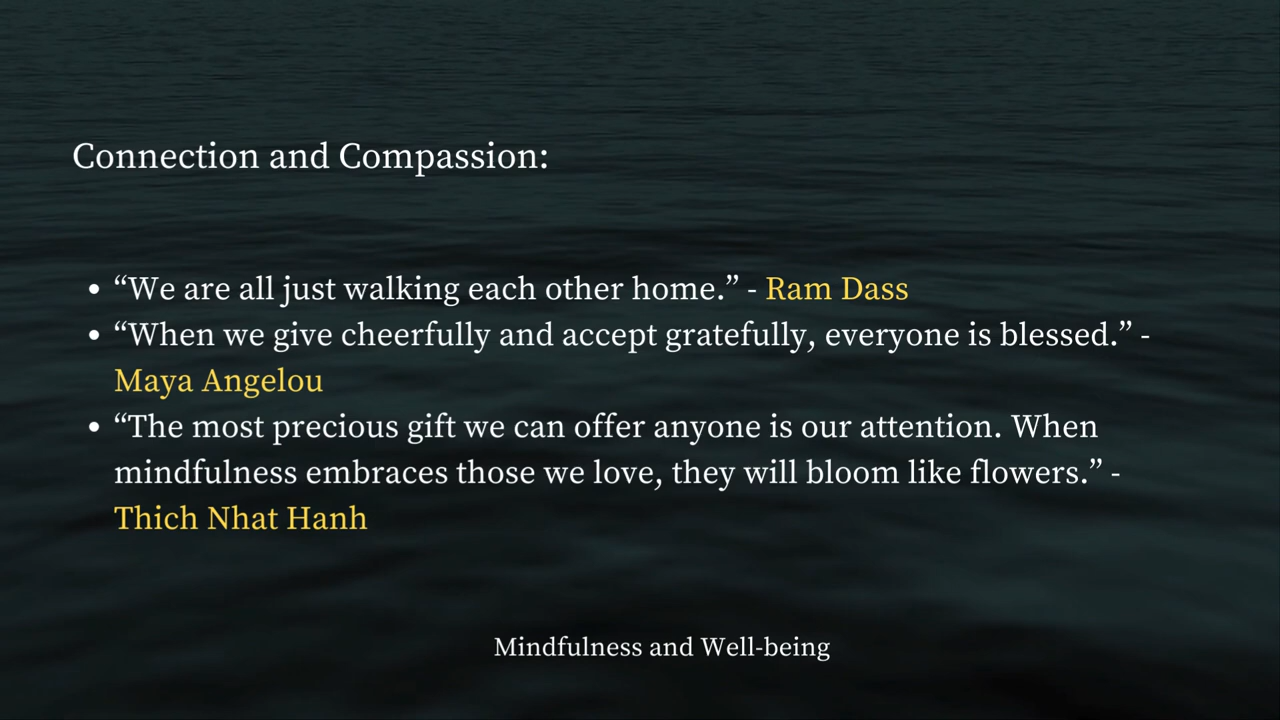 Connection and Compassion:
• “We are all just walking each other home.” - Ram Dass
• “When we give cheerfully and accept gratefully, everyone is blessed.” -
Maya Angelou
• “The most precious gift we can offer anyone is our attention. When
mindfulness embraces those we love, they will bloom like flowers.” -
Thich Nhat Hanh
Mindfulness and Well-being